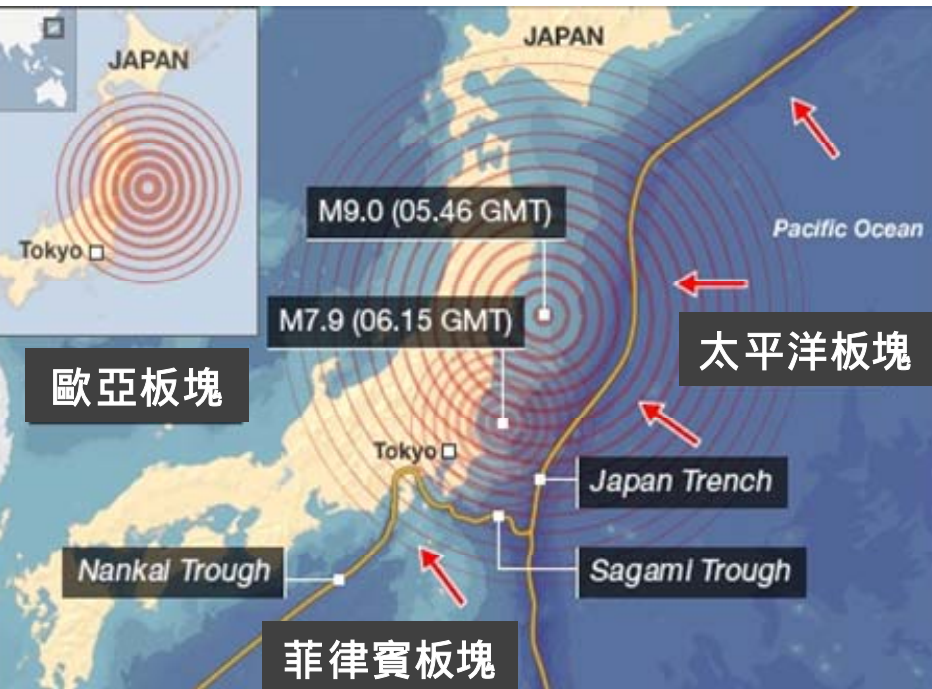 JAPAN
Tokyo
JAPAN
M9.0 (05.46 GMT)
Pacific Ocean
M7.9 (06.15 GMT)
太平洋板塊
歐亞板塊
Tokyo
Japan Trench
Nankai Trough
Sagami Trough
菲律賓板塊